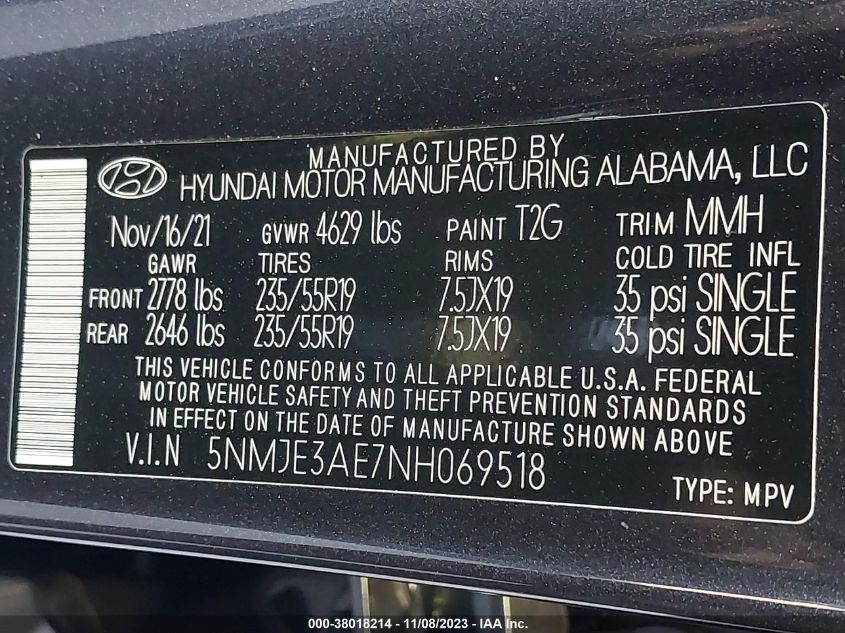 MANUFACTURED BY
HYUNDAI MOTOR MANUFACTURING ALABAMA, LLC
Nov/16/21 GVWR 4629 lbs PAINT T2G TRIM MMH
GAWR TIRES RIMS COLD TIRE INFL
FRONT 2778 lbs 235/55R19 7.5JX19 35 psi SINGLE
REAR 2646 lbs 235/55R19 7.5JX19 35 psi SINGLE
THIS VEHICLE CONFORMS TO ALL APPLICABLE U.S.A. FEDERAL
MOTOR VEHICLE SAFETY AND THEFT PREVENTION STANDARDS
IN EFFECT ON THE DATE OF MANUFACTURE SHOWN ABOVE
V.I.N 5NMJE3AE7NH069518
TYPE: MPV
000-38018214 - 11/08/2023 - IAA Inc.